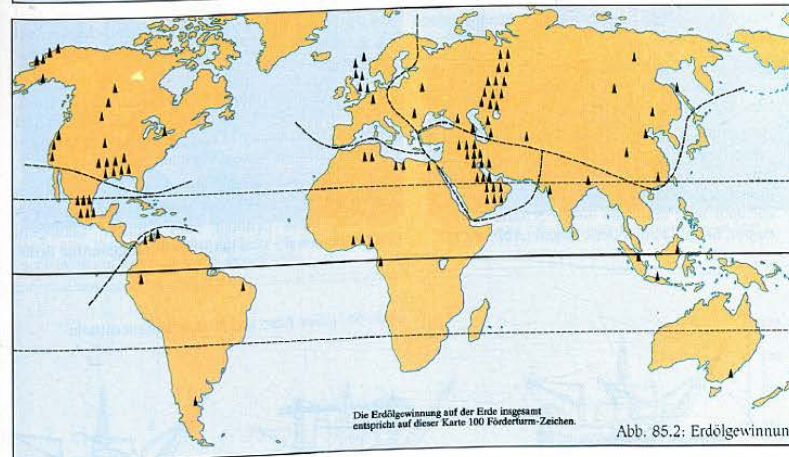 Die Erdölgewinnung auf der Erde insgesamt
entspricht auf dieser Karte 100 Förderturm-Zeichen.
Abb. 85.2: Erdölgewinnun